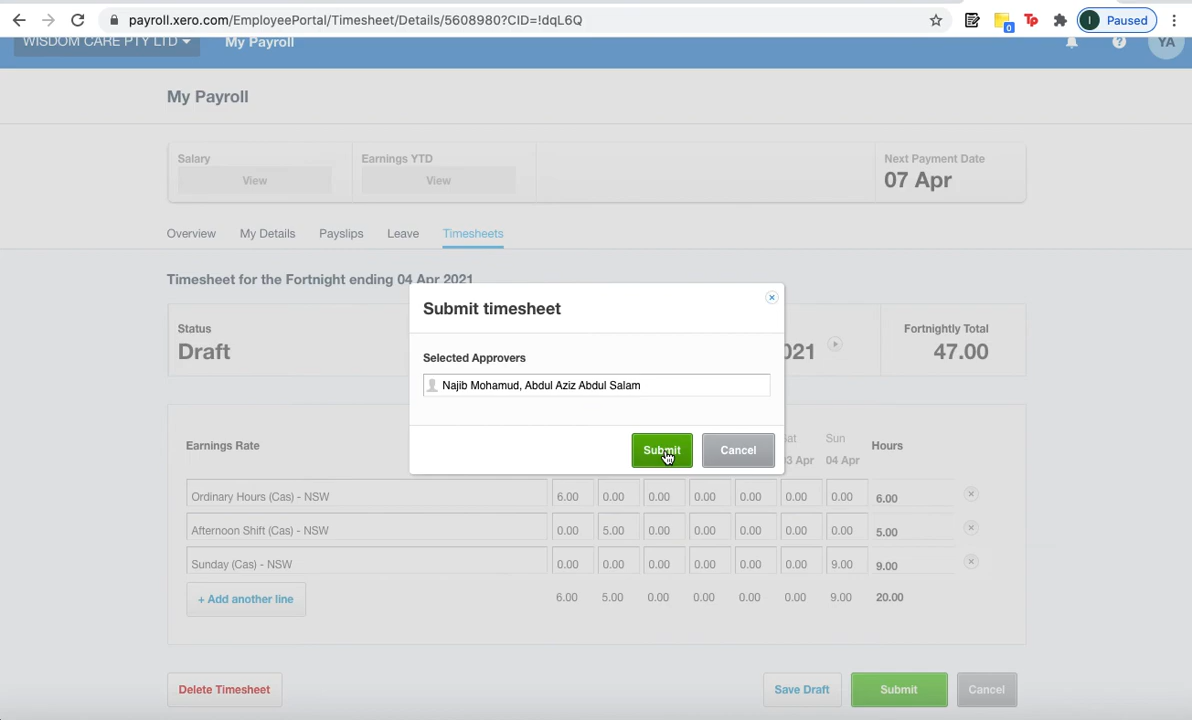 payroll.xero.com/EmployeePortal/Timesheet/Details/5608980?CID=!dqL6Q
0
Tp
I Paused
WISDOM CARE PTY LTD My Payroll
? YA
My Payroll
Salary
View
Earnings YTD
View
Next Payment Date
07 Apr
Overview My Details Payslips Leave Timesheets
Timesheet for the Fortnight ending 04 Apr 2021
Status
Draft
021
Fortnightly Total
47.00
Submit timesheet
Selected Approvers
Najib Mohamud, Abdul Aziz Abdul Salam
Submit Cancel
Earnings Rate
at Sun Hours
3 Apr 04 Apr
Ordinary Hours (Cas) - NSW 6.00 0.00 0.00 0.00 0.00 0.00 0.00 6.00
Afternoon Shift (Cas) - NSW 0.00 5.00 0.00 0.00 0.00 0.00 0.00 5.00
Sunday (Cas) - NSW 0.00 0.00 0.00 0.00 0.00 0.00 9.00 9.00
+ Add another line 6.00 5.00 0.00 0.00 0.00 0.00 9.00 20.00
Delete Timesheet Save Draft Submit Cancel